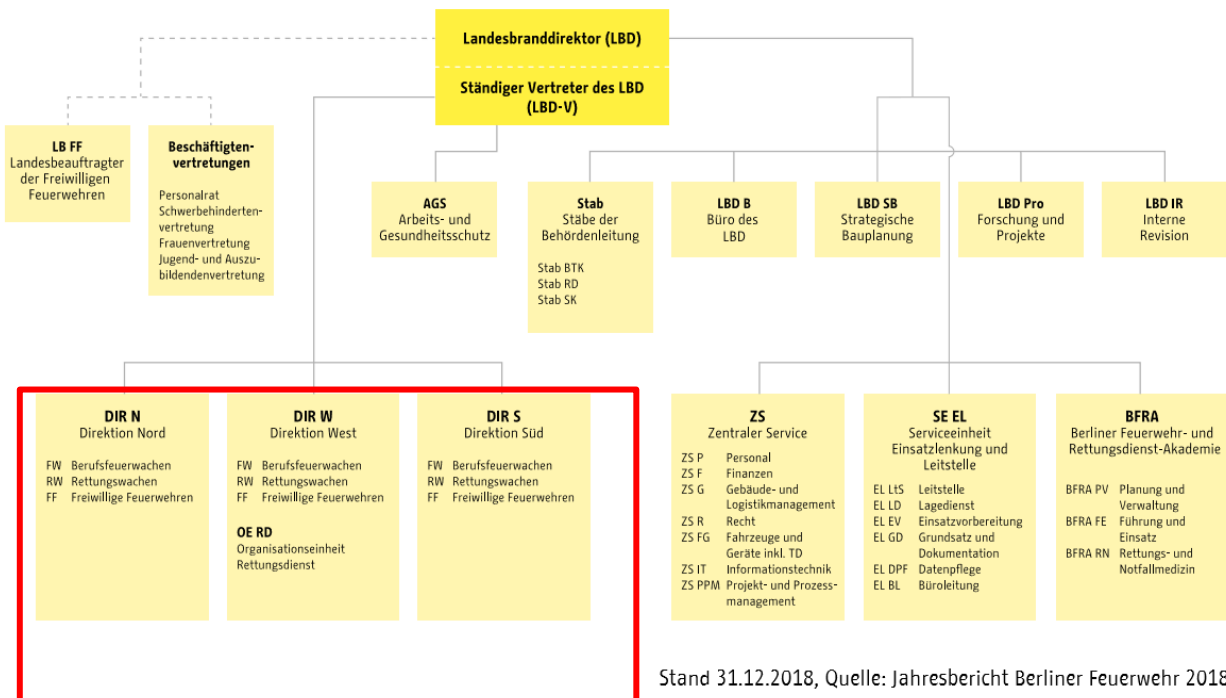 Landesbranddirektor (LBD)
Ständiger Vertreter des LBD
(LBD-V)
LB FF
Landesbeauftragter
der Freiwilligen
Feuerwehren
Beschäftigten-
vertretungen
Personalrat
Schwerbehinderten-
vertretung
Frauenvertretung
Jugend- und Auszu-
bildendenvertretung
AGS
Arbeits- und
Gesundheitsschutz
Stab
Stäbe der
Behördenleitung
Stab BTK
Stab RD
Stab SK
LBD B
Büro des
LBD
LBD SB
Strategische
Bauplanung
LBD Pro
Forschung und
Projekte
LBD IR
Interne
Revision
DIR N
Direktion Nord
FW Berufsfeuerwachen
RW Rettungswachen
FF Freiwillige Feuerwehren
DIR W
Direktion West
FW Berufsfeuerwachen
RW Rettungswachen
FF Freiwillige Feuerwehren
OE RD
Organisationseinheit
Rettungsdienst
DIR S
Direktion Süd
FW Berufsfeuerwachen
RW Rettungswachen
FF Freiwillige Feuerwehren
ZS
Zentraler Service
ZS P Personal
ZS F Finanzen
ZS G Gebäude- und
Logistikmanagement
ZS R Recht
ZS FG Fahrzeuge und
Geräte inkl. TD
ZS IT Informationstechnik
ZS PPM Projekt- und Prozess-
management
SE EL
Serviceeinheit
Einsatzlenkung und
Leitstelle
EL LtS Leitstelle
EL LD Lagedienst
EL EV Einsatzvorbereitung
EL GD Grundsatz und
Dokumentation
EL DPF Datenpflege
EL BL Büroleitung
BFRA
Berliner Feuerwehr- und
Rettungsdienst-Akademie
BFRA PV Planung und
Verwaltung
BFRA FE Führung und
Einsatz
BFRA RN Rettungs- und
Notfallmedizin
Stand 31.12.2018, Quelle: Jahresbericht Berliner Feuerwehr 2018